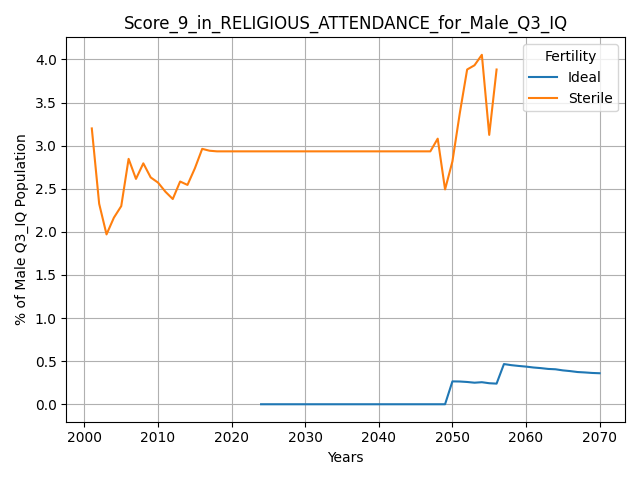 Score_9_in_RELIGIOUS_ATTENDANCE_for_Male_Q3_IQ
% of Male Q3_IQ Population
4.0
3.5
3.0
2.5
2.0
1.5
1.0
0.5
0.0
Fertility
Ideal
Sterile
2000 2010 2020 2030 2040 2050 2060 2070
Years